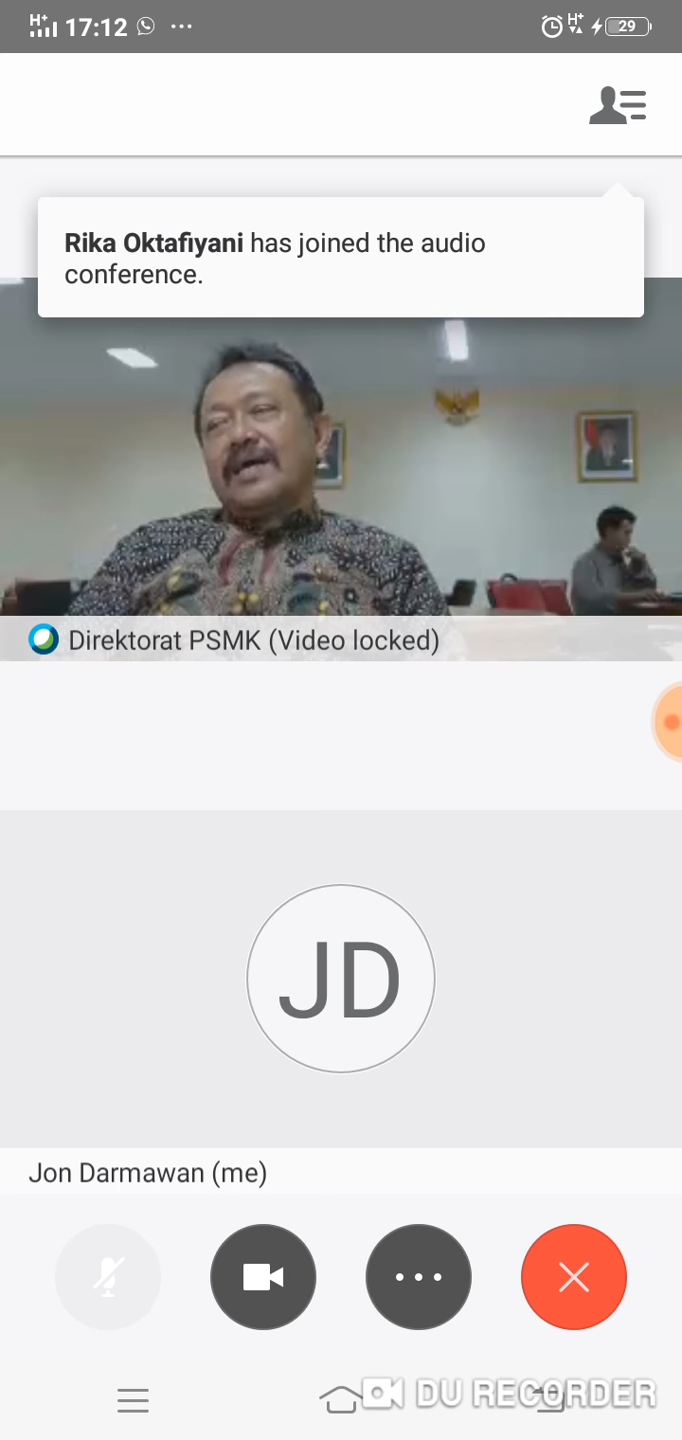 H+ 17:12 ... H+ 29
Rika Oktafiyani has joined the audio
conference.
Direktorat PSMK (Video locked)
JD
Jon Darmawan (me)
DU RECORDER